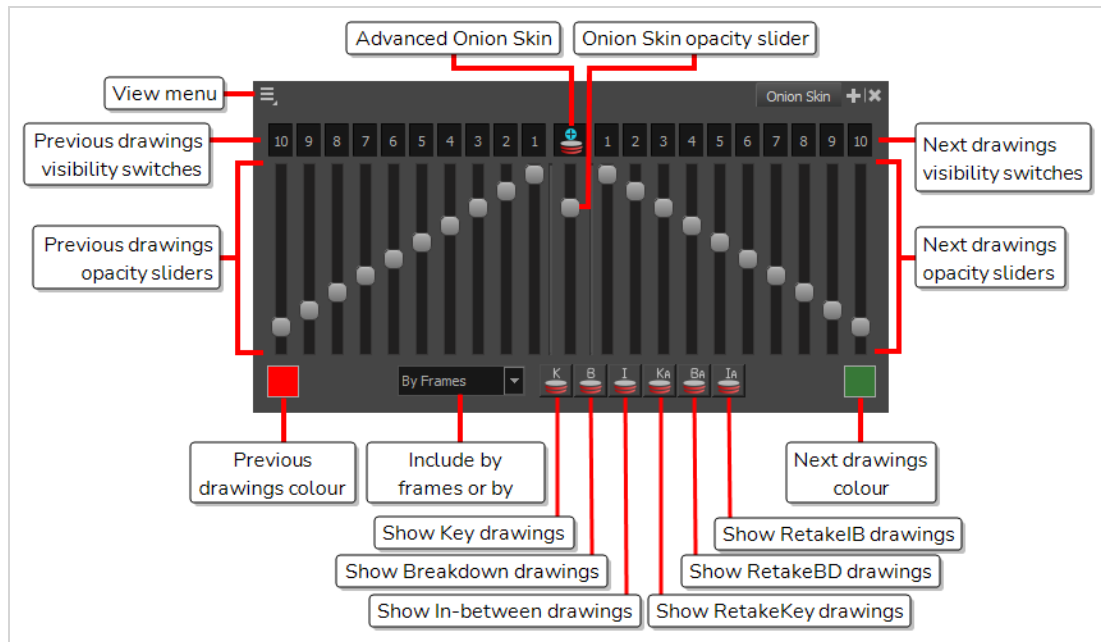 Advanced Onion Skin
Onion Skin opacity slider
View menu
Onion Skin
Previous drawings
visibility switches
10 9 8 7 6 5 4 3 2 1
1 2 3 4 5 6 7 8 9 10
Next drawings
visibility switches
Previous drawings
opacity sliders
Next drawings
opacity sliders
By Frames
K B I KA BA IA
Previous
drawings colour
Include by
frames or by
Next drawings
colour
Show Key drawings
Show RetakeIB drawings
Show Breakdown drawings
Show RetakeBD drawings
Show In-between drawings
Show RetakeKey drawings